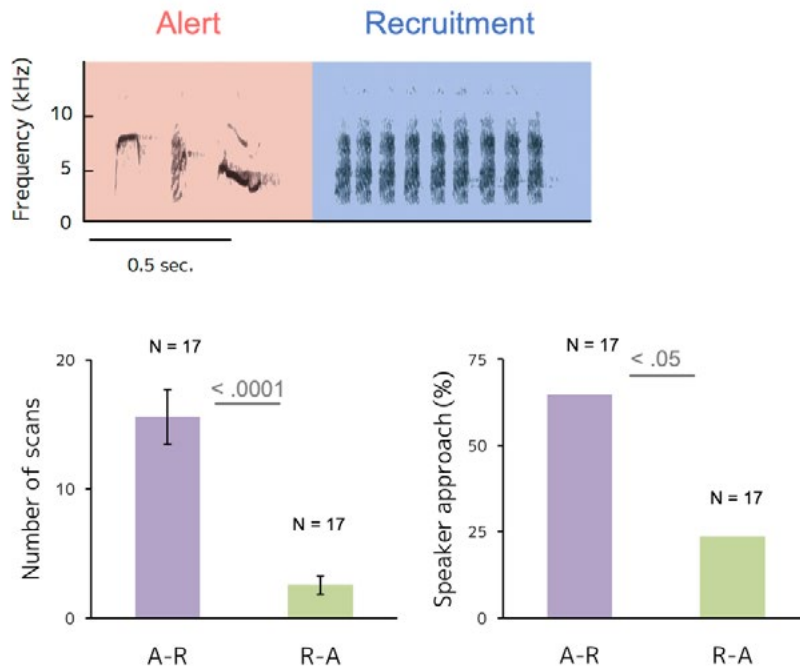 Alert
Recruitment
Frequency (kHz)
10
5
0
0.5 sec.
Number of scans
20
10
0
N = 17
< .0001
N = 17
A-R
R-A
Speaker approach (%)
75
50
25
0
N = 17
< .05
N = 17
A-R
R-A